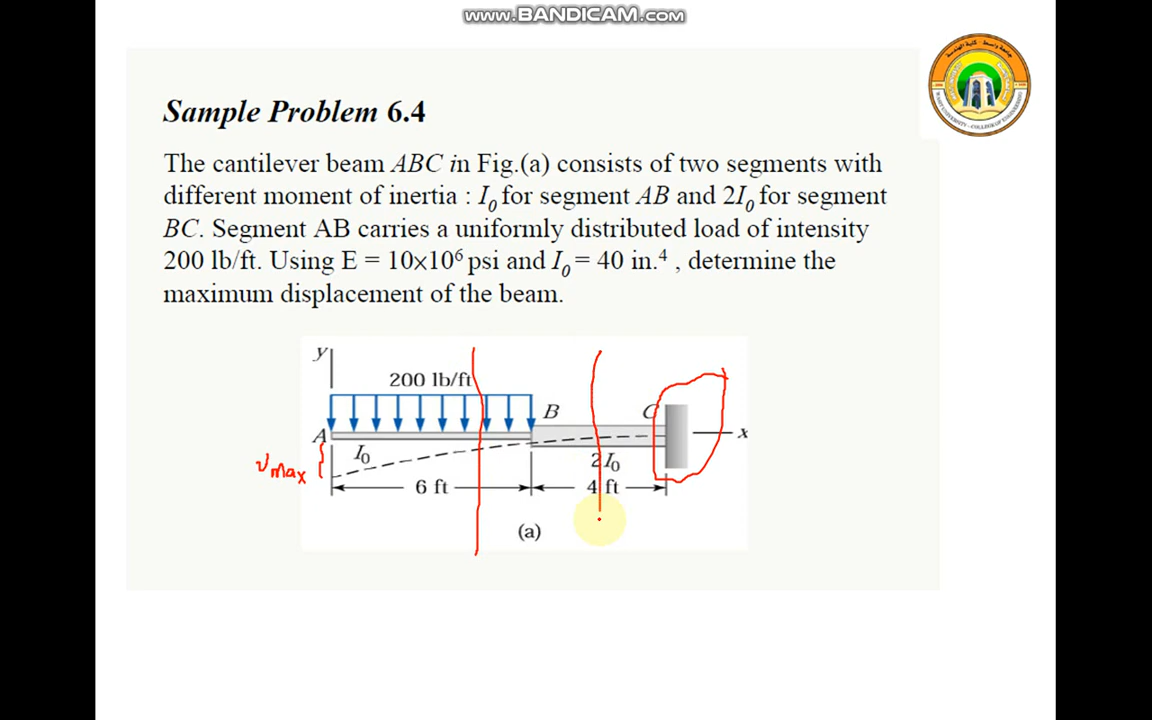 www.BANDICAM.com
Sample Problem 6.4
The cantilever beam ABC in Fig.(a) consists of two segments with
different moment of inertia : I₀ for segment AB and 2I₀ for segment
BC. Segment AB carries a uniformly distributed load of intensity
200 lb/ft. Using E = 10×10⁶ psi and I₀ = 40 in.⁴ , determine the
maximum displacement of the beam.
y
200 lb/ft
A B C x
I₀ 2I₀
νMax
6 ft 4 ft
(a)